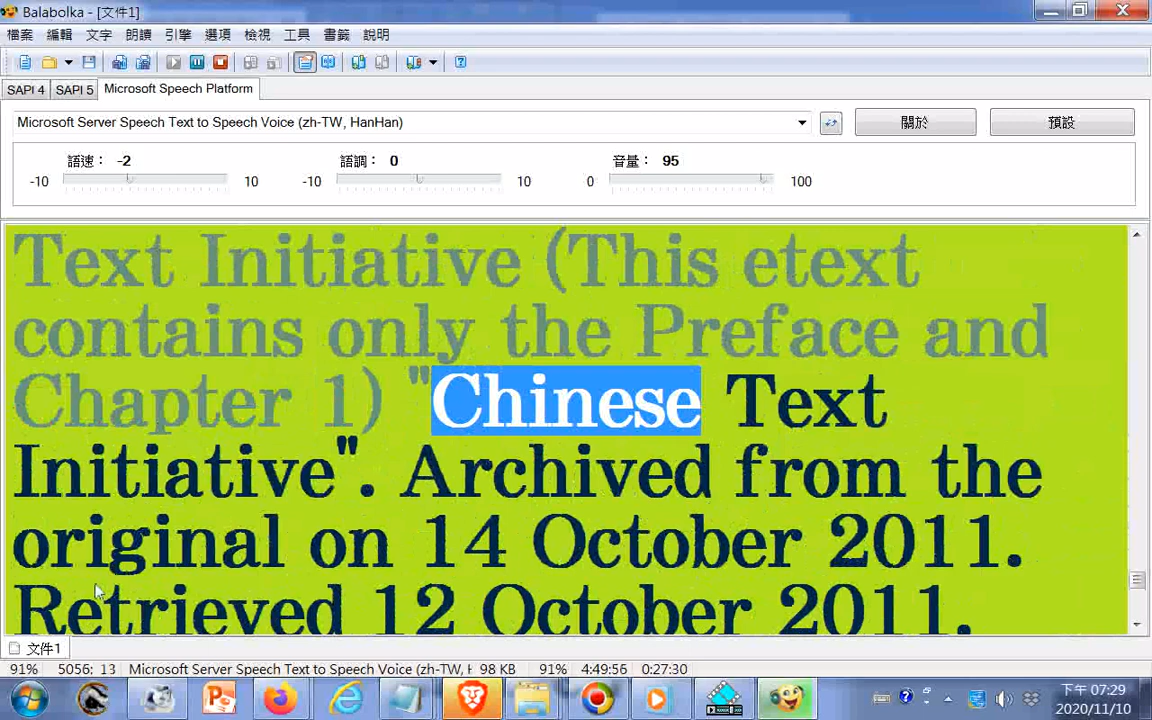 Balabolka - [文件1]
檔案 編輯 文字 朗讀 引擎 選項 檢視 工具 書籤 說明
SAPI 4 SAPI 5 Microsoft Speech Platform
Microsoft Server Speech Text to Speech Voice (zh-TW, HanHan) 關於 預設
語速： -2 語調： 0 音量： 95
-10 10 -10 10 0 100
Text Initiative (This etext
contains only the Preface and
Chapter 1) "Chinese Text
Initiative". Archived from the
original on 14 October 2011.
Retrieved 12 October 2011.
文件1
91% 5056: 13 Microsoft Server Speech Text to Speech Voice (zh-TW, 98 KB 91% 4:49:56 0:27:30
下午 07:29
2020/11/10